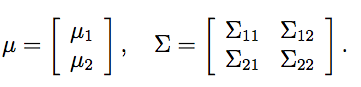 μ = [ μ₁ ; μ₂ ], Σ = [ Σ₁₁ Σ₁₂ ; Σ₂₁ Σ₂₂ ].